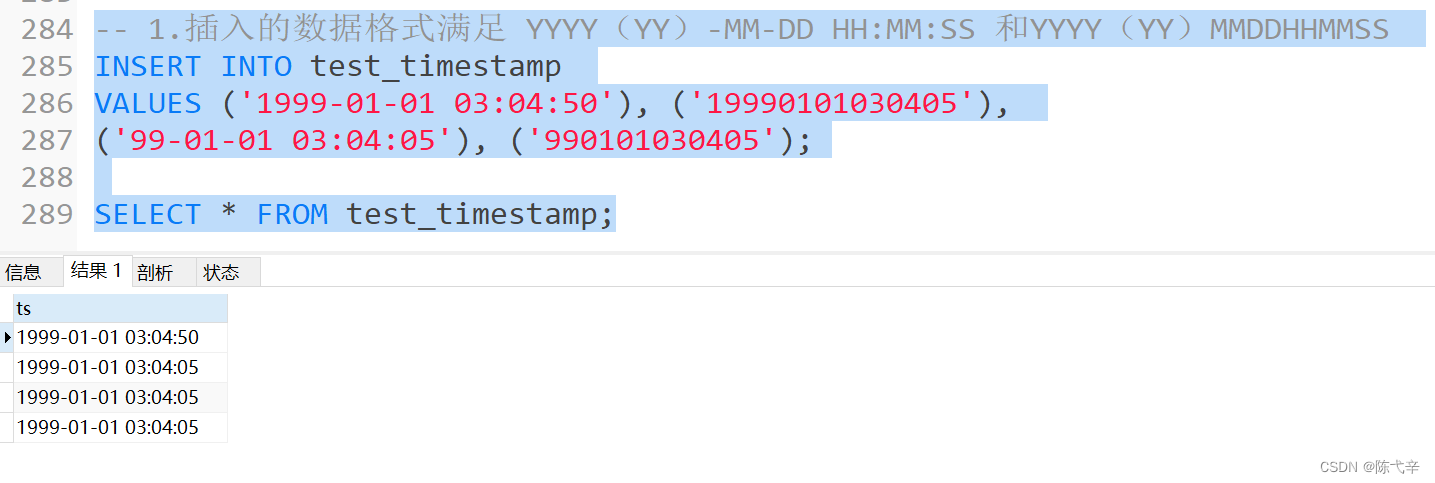 284 -- 1.插入的数据格式满足 YYYY（YY）-MM-DD HH:MM:SS 和YYYY（YY）MMDDHHMMSS
285 INSERT INTO test_timestamp
286 VALUES ('1999-01-01 03:04:50'), ('19990101030405'),
287 ('99-01-01 03:04:05'), ('990101030405');
288
289 SELECT * FROM test_timestamp;
信息 结果 1 剖析 状态
ts
1999-01-01 03:04:50
1999-01-01 03:04:05
1999-01-01 03:04:05
1999-01-01 03:04:05
CSDN @陈弋辛